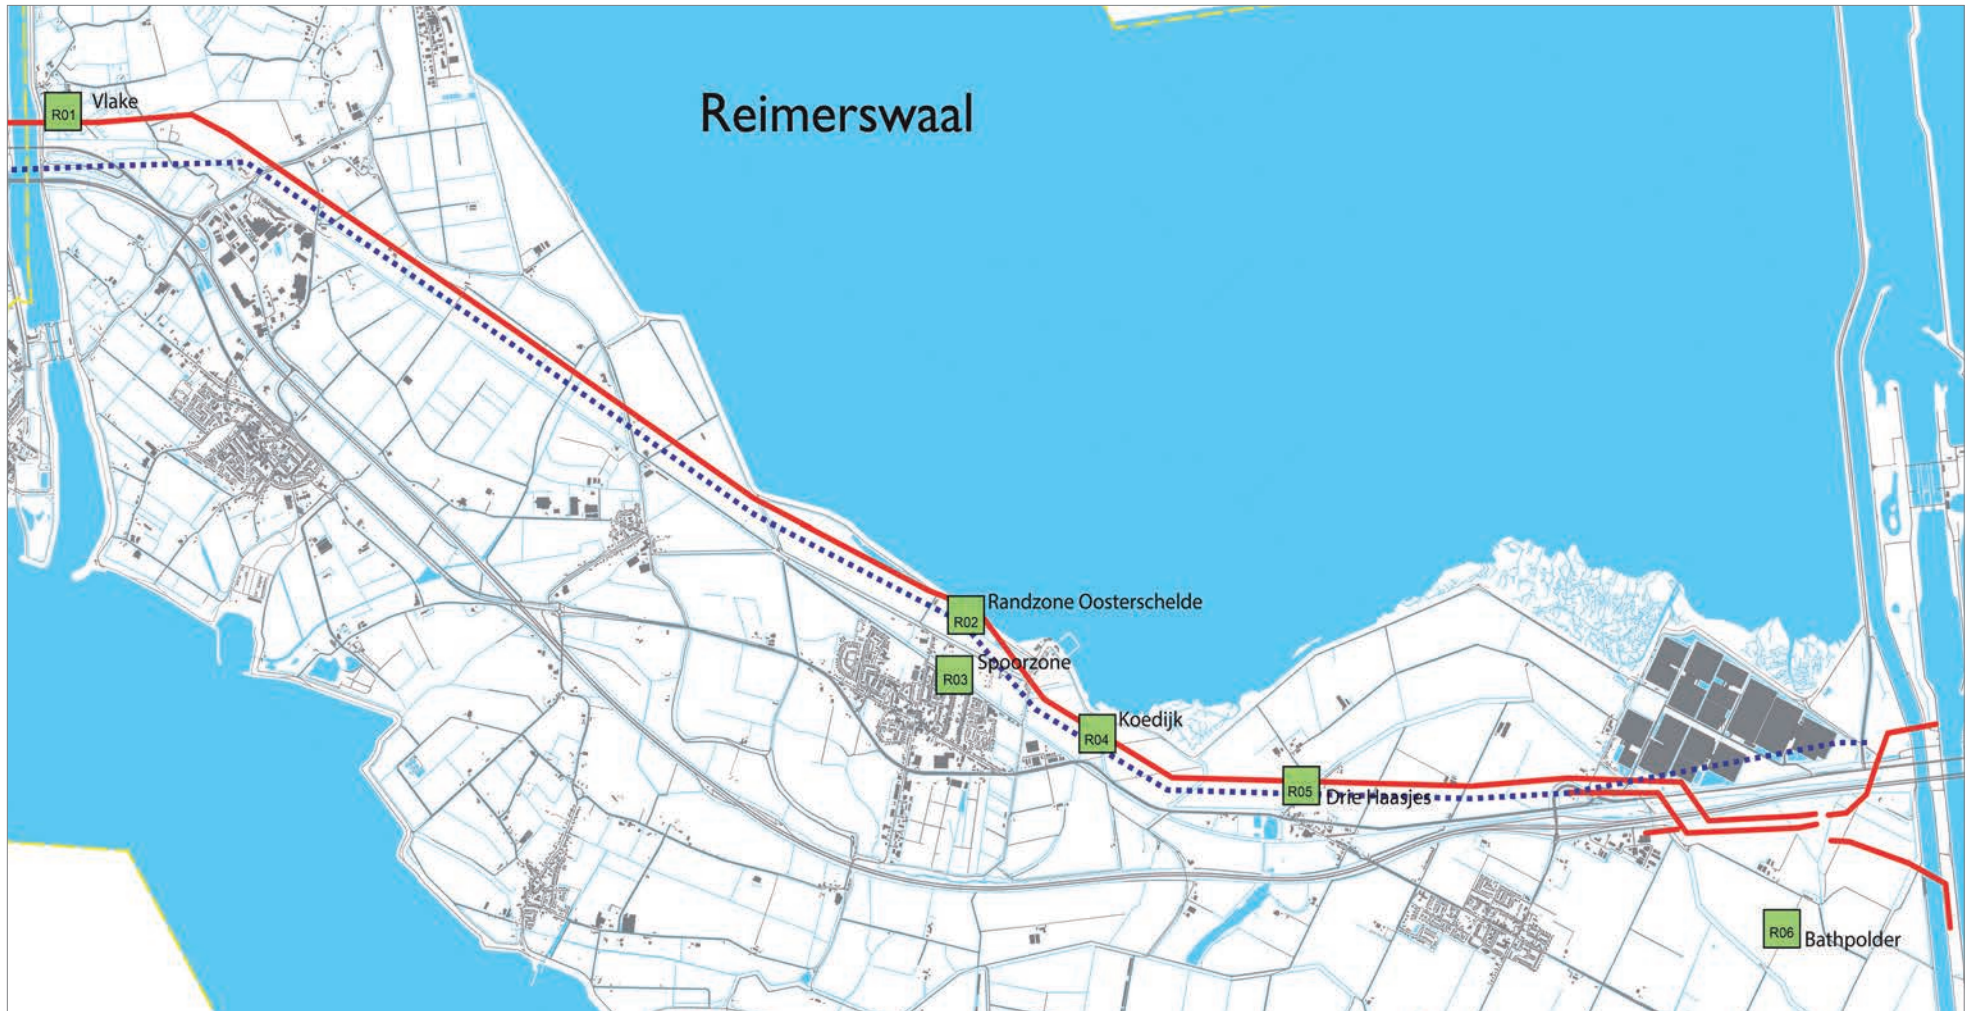 Reimerswaal
R01 Vlake
R02 Randzone Oosterschelde
R03 Spoorzone
R04 Koedijk
R05 Drie Haasjes
R06 Bathpolder